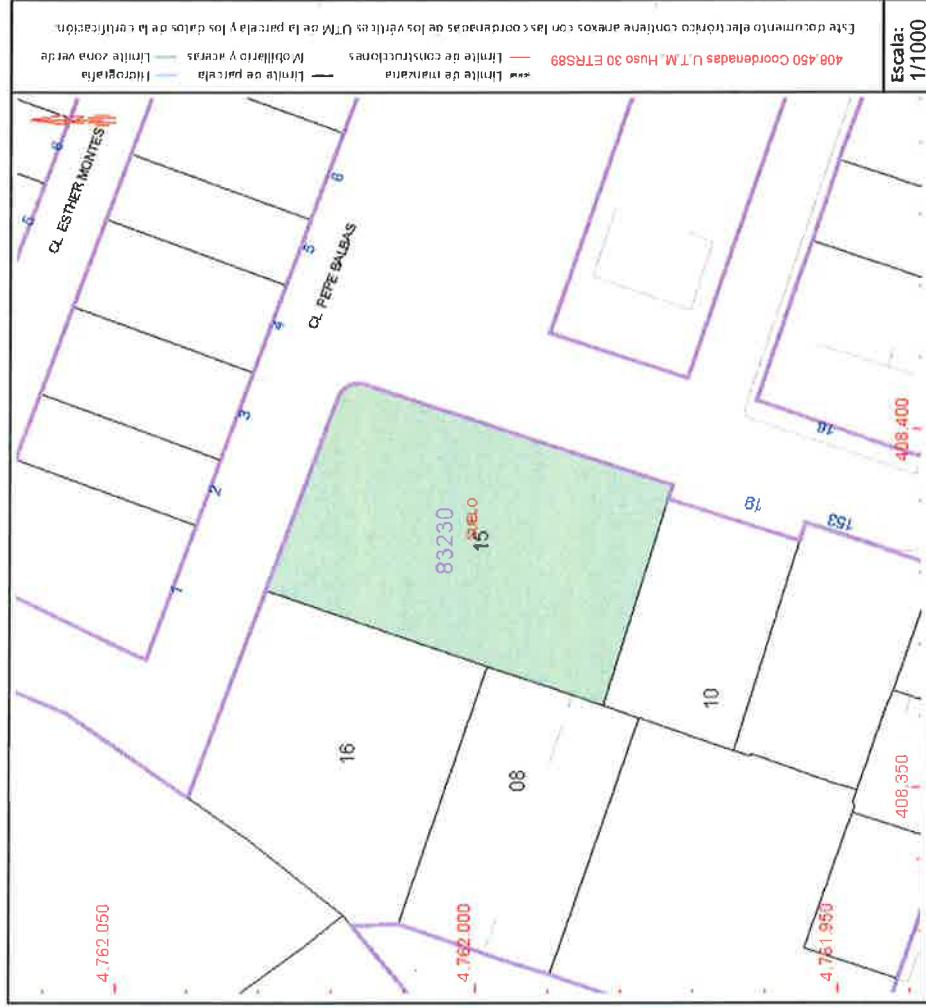 Este documento electrónico contiene anexos con las coordenadas de los vértices UTM de la parcela y los datos de la certificación.
Límite zona verde
Mobiliario y aceras
Límite de construcciones
408,450 Coordenadas U.T.M. Huso 30 ETRS89
Hidrografía
Límite de parcela
Límite de manzana
Escala:
1/1000
5
6
CL ESTHER MONTES
1
2
3
4
5
6
CL PEPE BALBAS
83230
SUELO
15
16
08
10
18
153
16
408.400
408.350
4.762.050
4.762.000
4.761.950